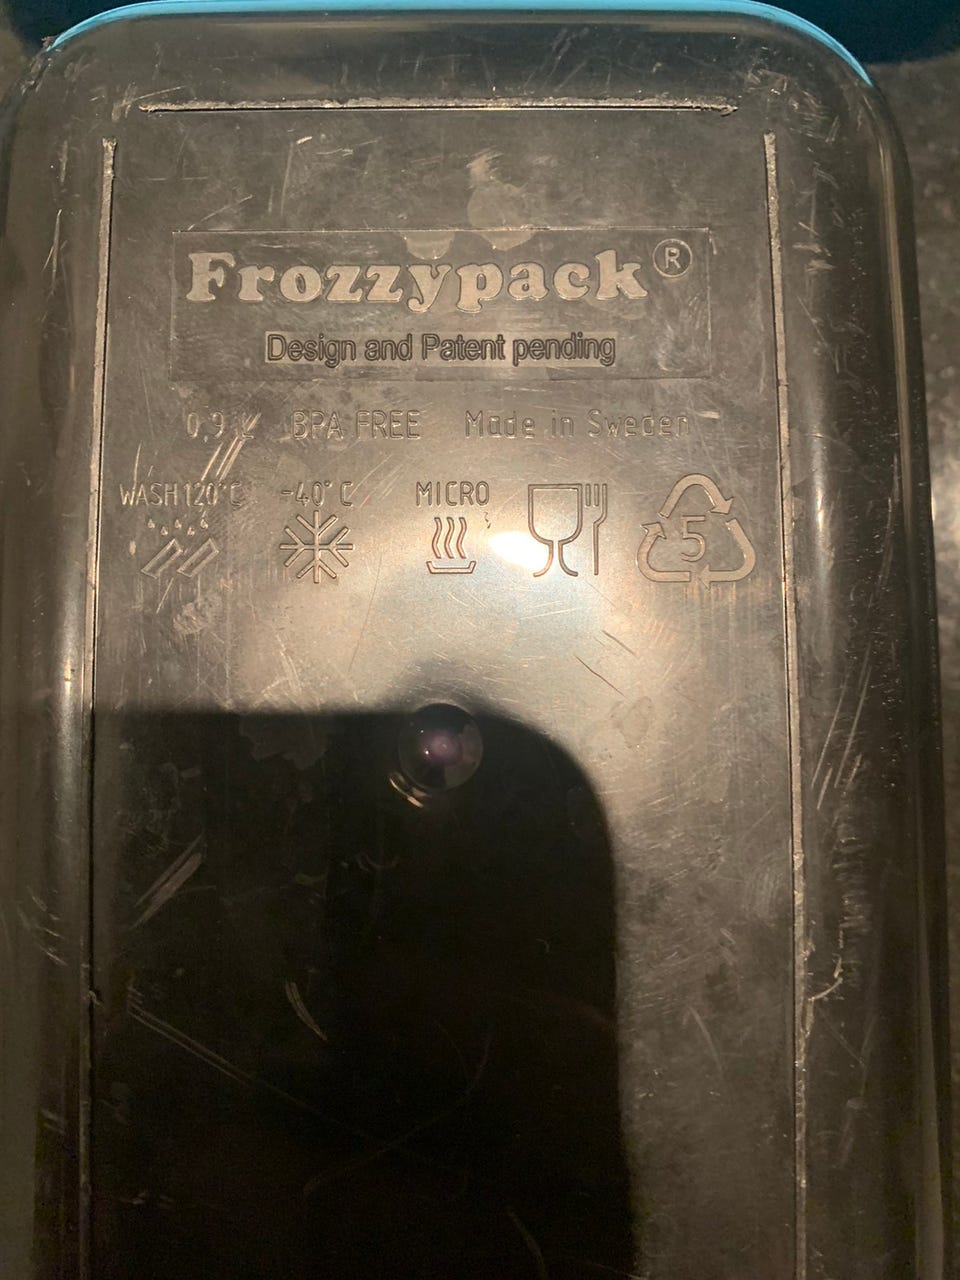 Frozzypack®
Design and Patent pending
0,9 L BPA FREE Made in Sweden
WASH 120°C -40°C MICRO
5